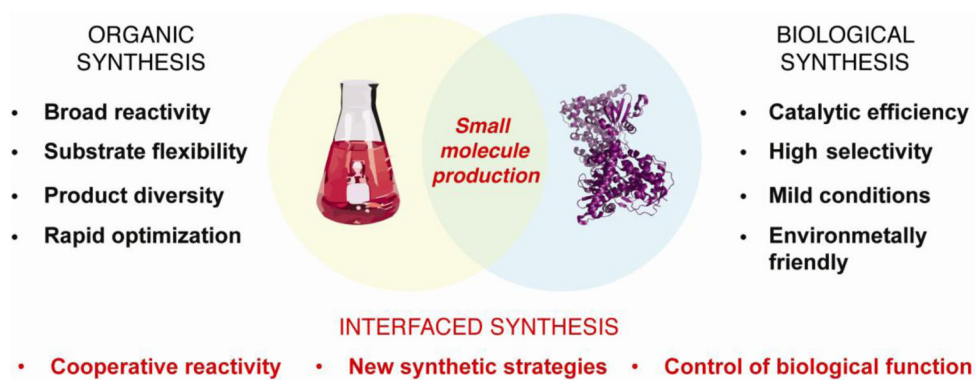 ORGANIC
SYNTHESIS
• Broad reactivity
• Substrate flexibility
• Product diversity
• Rapid optimization
Small
molecule
production
BIOLOGICAL
SYNTHESIS
• Catalytic efficiency
• High selectivity
• Mild conditions
• Environmetally
friendly
INTERFACED SYNTHESIS
• Cooperative reactivity • New synthetic strategies • Control of biological function